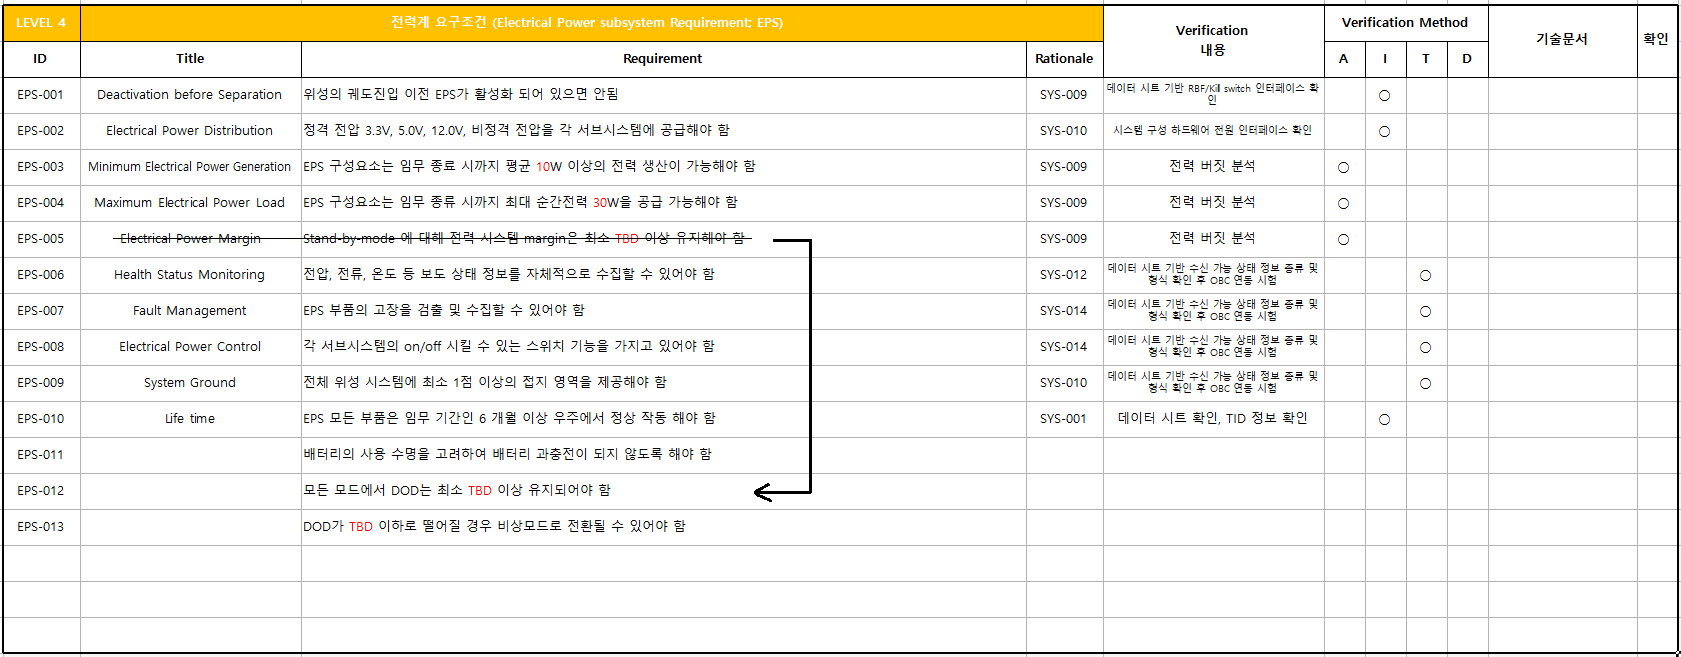 LEVEL 4 전력계 요구조건 (Electrical Power subsystem Requirement; EPS) Verification 내용 Verification Method 기술문서 확인
ID Title Requirement Rationale A I T D
EPS-001 Deactivation before Separation 위성의 궤도진입 이전 EPS가 활성화 되어 있으면 안됨 SYS-009 데이터 시트 기반 RBF/Kill switch 인터페이스 확인 ○
EPS-002 Electrical Power Distribution 정격 전압 3.3V, 5.0V, 12.0V, 비정격 전압을 각 서브시스템에 공급해야 함 SYS-010 시스템 구성 하드웨어 전원 인터페이스 확인 ○
EPS-003 Minimum Electrical Power Generation EPS 구성요소는 임무 종료 시까지 평균 10W 이상의 전력 생산이 가능해야 함 SYS-009 전력 버짓 분석 ○
EPS-004 Maximum Electrical Power Load EPS 구성요소는 임무 종류 시까지 최대 순간전력 30W을 공급 가능해야 함 SYS-009 전력 버짓 분석 ○
EPS-005 Electrical Power Margin Stand-by-mode 에 대해 전력 시스템 margin은 최소 TBD 이상 유지해야 함 SYS-009 전력 버짓 분석 ○
EPS-006 Health Status Monitoring 전압, 전류, 온도 등 보도 상태 정보를 자체적으로 수집할 수 있어야 함 SYS-012 데이터 시트 기반 수신 가능 상태 정보 종류 및 형식 확인 후 OBC 연동 시험 ○
EPS-007 Fault Management EPS 부품의 고장을 검출 및 수집할 수 있어야 함 SYS-014 데이터 시트 기반 수신 가능 상태 정보 종류 및 형식 확인 후 OBC 연동 시험 ○
EPS-008 Electrical Power Control 각 서브시스템의 on/off 시킬 수 있는 스위치 기능을 가지고 있어야 함 SYS-014 데이터 시트 기반 수신 가능 상태 정보 종류 및 형식 확인 후 OBC 연동 시험 ○
EPS-009 System Ground 전체 위성 시스템에 최소 1점 이상의 접지 영역을 제공해야 함 SYS-010 데이터 시트 기반 수신 가능 상태 정보 종류 및 형식 확인 후 OBC 연동 시험 ○
EPS-010 Life time EPS 모든 부품은 임무 기간인 6 개월 이상 우주에서 정상 작동 해야 함 SYS-001 데이터 시트 확인, TID 정보 확인 ○
EPS-011 배터리의 사용 수명을 고려하여 배터리 과충전이 되지 않도록 해야 함
EPS-012 모든 모드에서 DOD는 최소 TBD 이상 유지되어야 함
EPS-013 DOD가 TBD 이하로 떨어질 경우 비상모드로 전환될 수 있어야 함